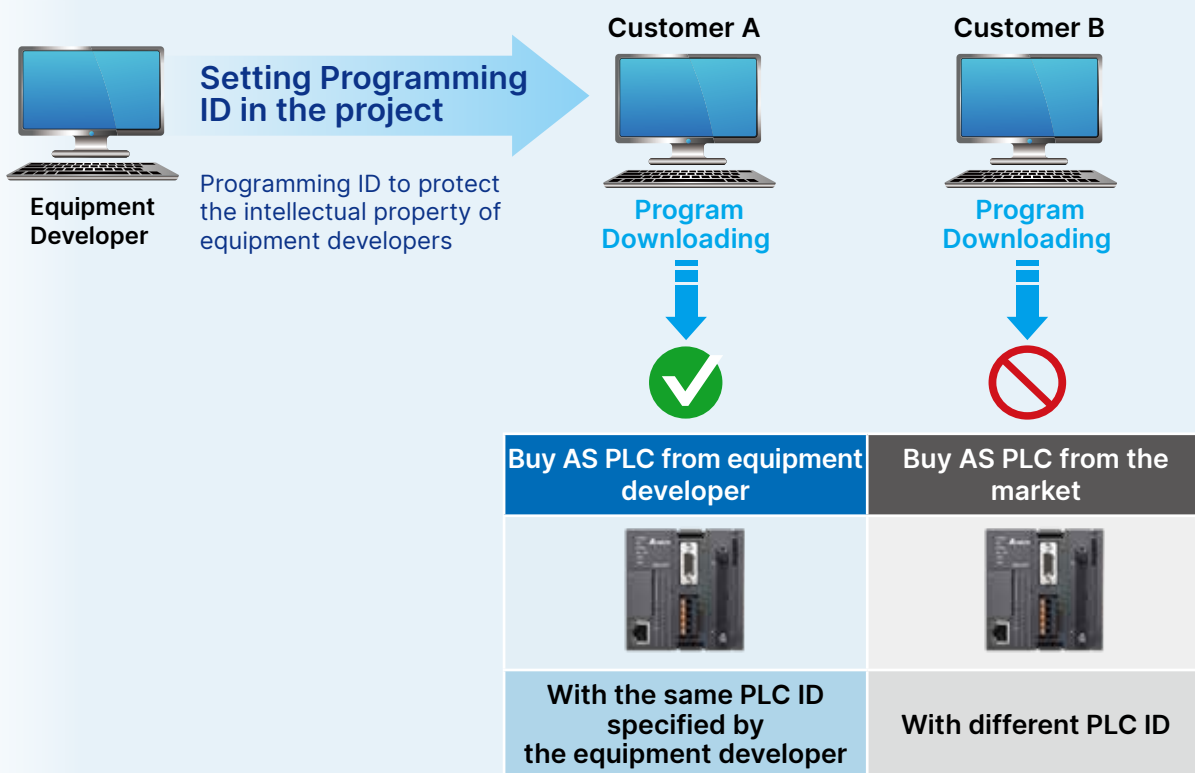 Customer A
Customer B
Setting Programming
ID in the project
Programming ID to protect
the intellectual property of
equipment developers
Equipment
Developer
Program
Downloading
Program
Downloading
Buy AS PLC from equipment
developer
Buy AS PLC from the
market
With the same PLC ID
specified by
the equipment developer
With different PLC ID